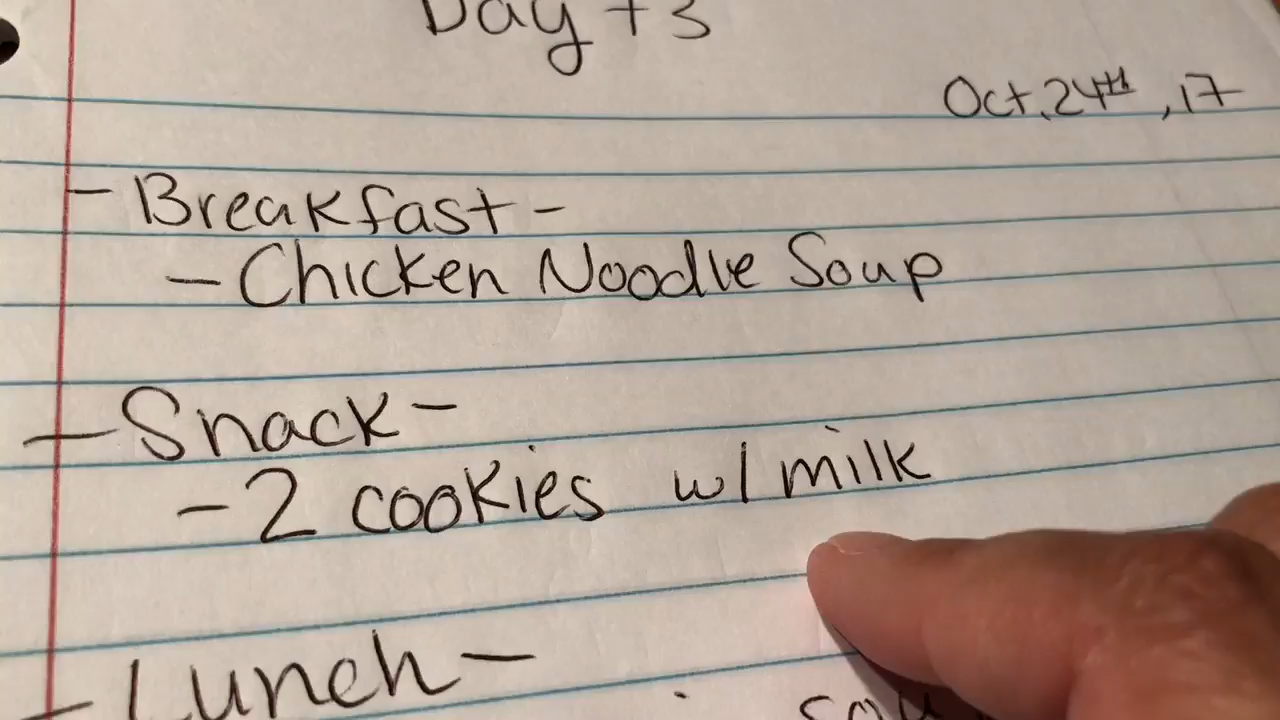 Day +3
Oct, 24th, 17
- Breakfast -
- Chicken Noodle Soup
- Snack -
- 2 cookies w/ milk
- Lunch -